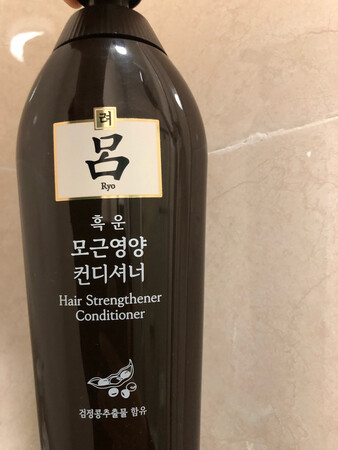 려
呂
Ryo
흑 운
모근영양
컨디셔너
Hair Strengthener
Conditioner
검정콩추출물 함유